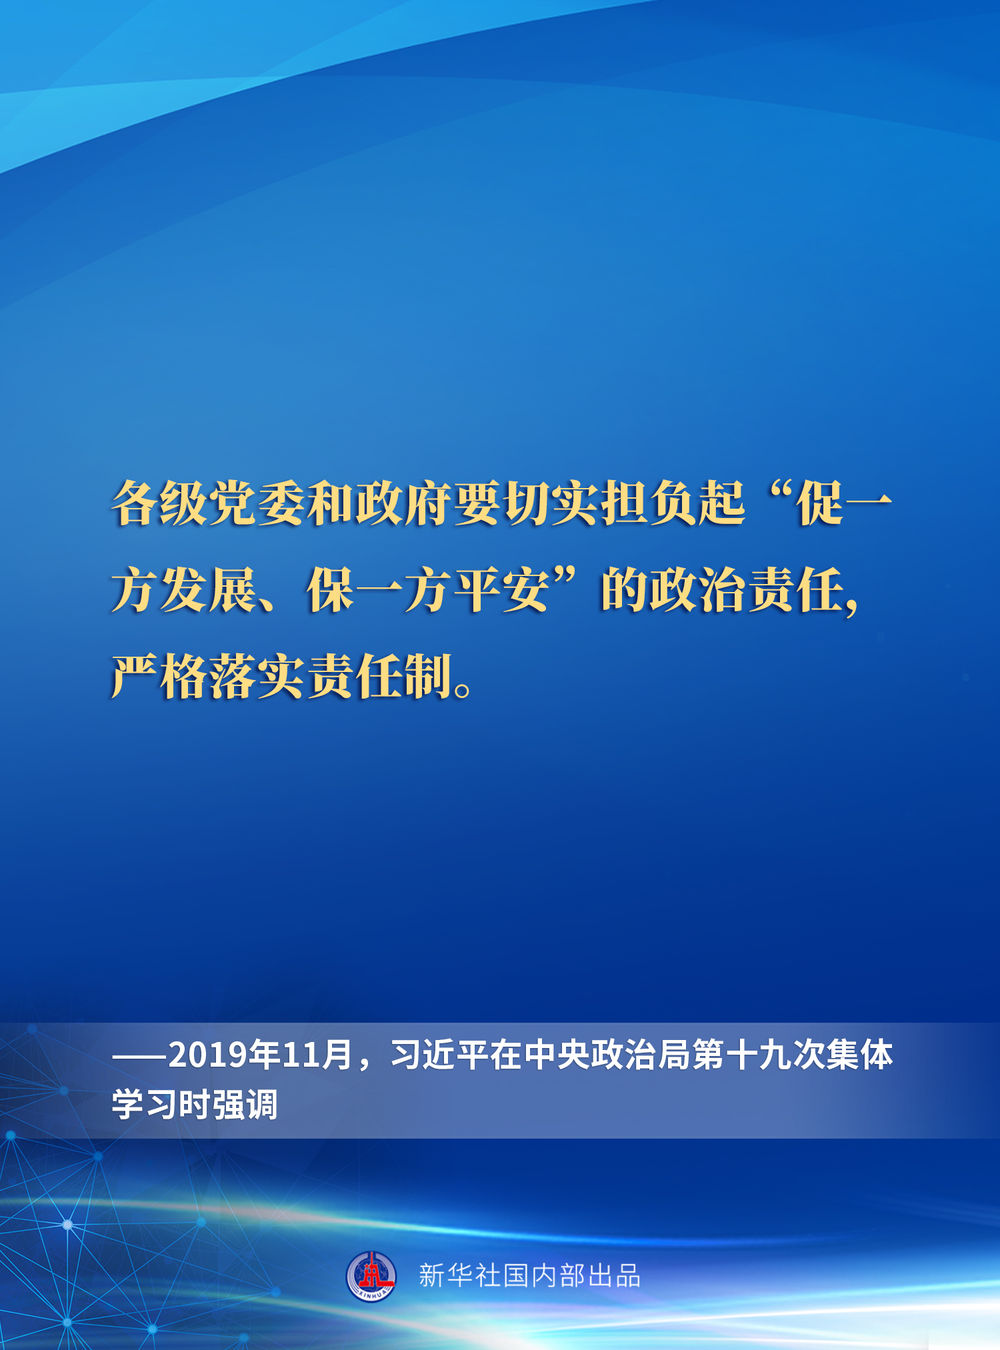 各级党委和政府要切实担负起“促一
方发展、保一方平安”的政治责任，
严格落实责任制。
——2019年11月，习近平在中央政治局第十九次集体
学习时强调
XINHUA
新华社国内部出品